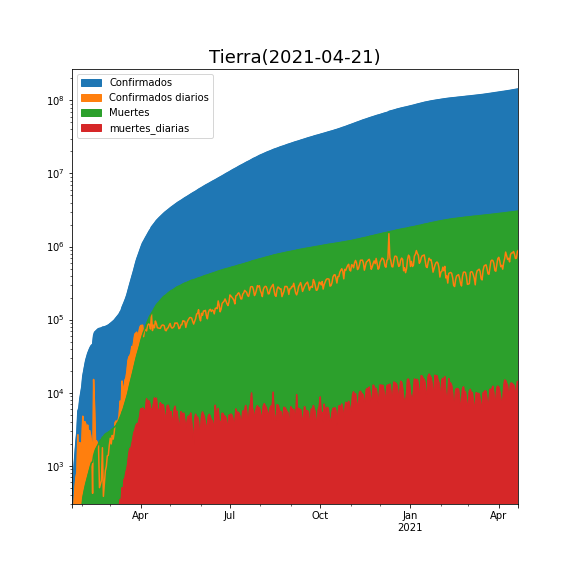 Tierra(2021-04-21)
Confirmados
Confirmados diarios
Muertes
muertes_diarias
10⁸
10⁷
10⁶
10⁵
10⁴
10³
Apr Jul Oct Jan Apr
2021